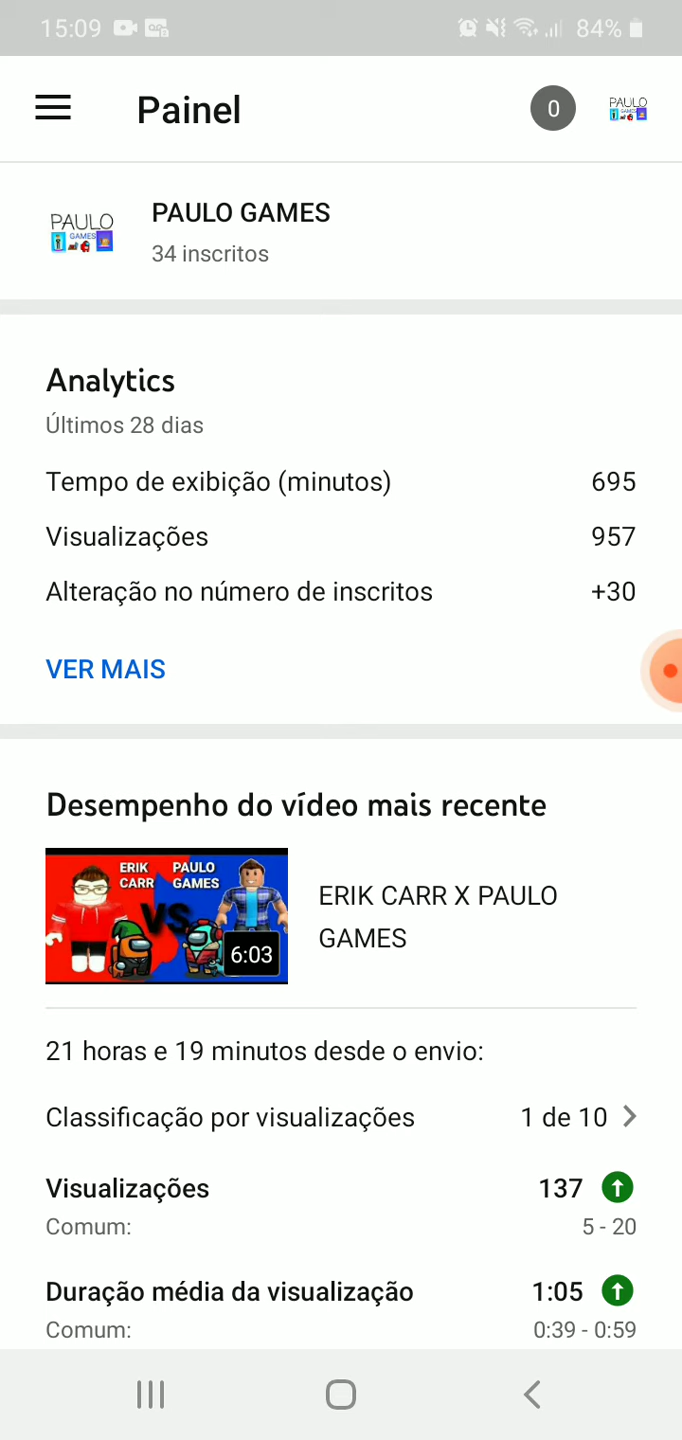 15:09
84%
Painel
0
PAULO
GAMES
PAULO
GAMES
PAULO GAMES
34 inscritos
Analytics
Últimos 28 dias
Tempo de exibição (minutos) 695
Visualizações 957
Alteração no número de inscritos +30
VER MAIS
Desempenho do vídeo mais recente
ERIK CARR
PAULO GAMES
VS
6:03
ERIK CARR X PAULO
GAMES
21 horas e 19 minutos desde o envio:
Classificação por visualizações 1 de 10
Visualizações 137
Comum: 5 - 20
Duração média da visualização 1:05
Comum: 0:39 - 0:59